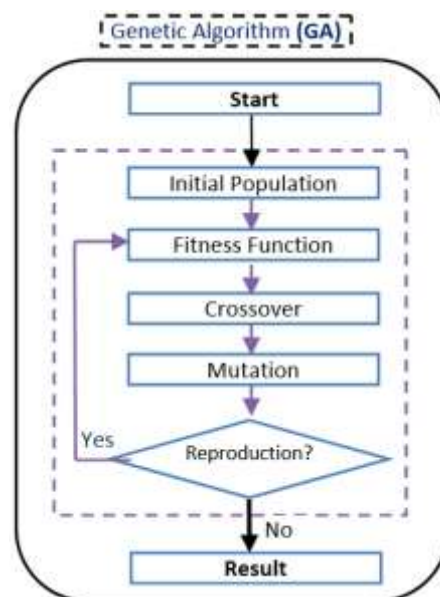 Genetic Algorithm (GA)
Start
Initial Population
Fitness Function
Crossover
Mutation
Reproduction?
Yes
No
Result